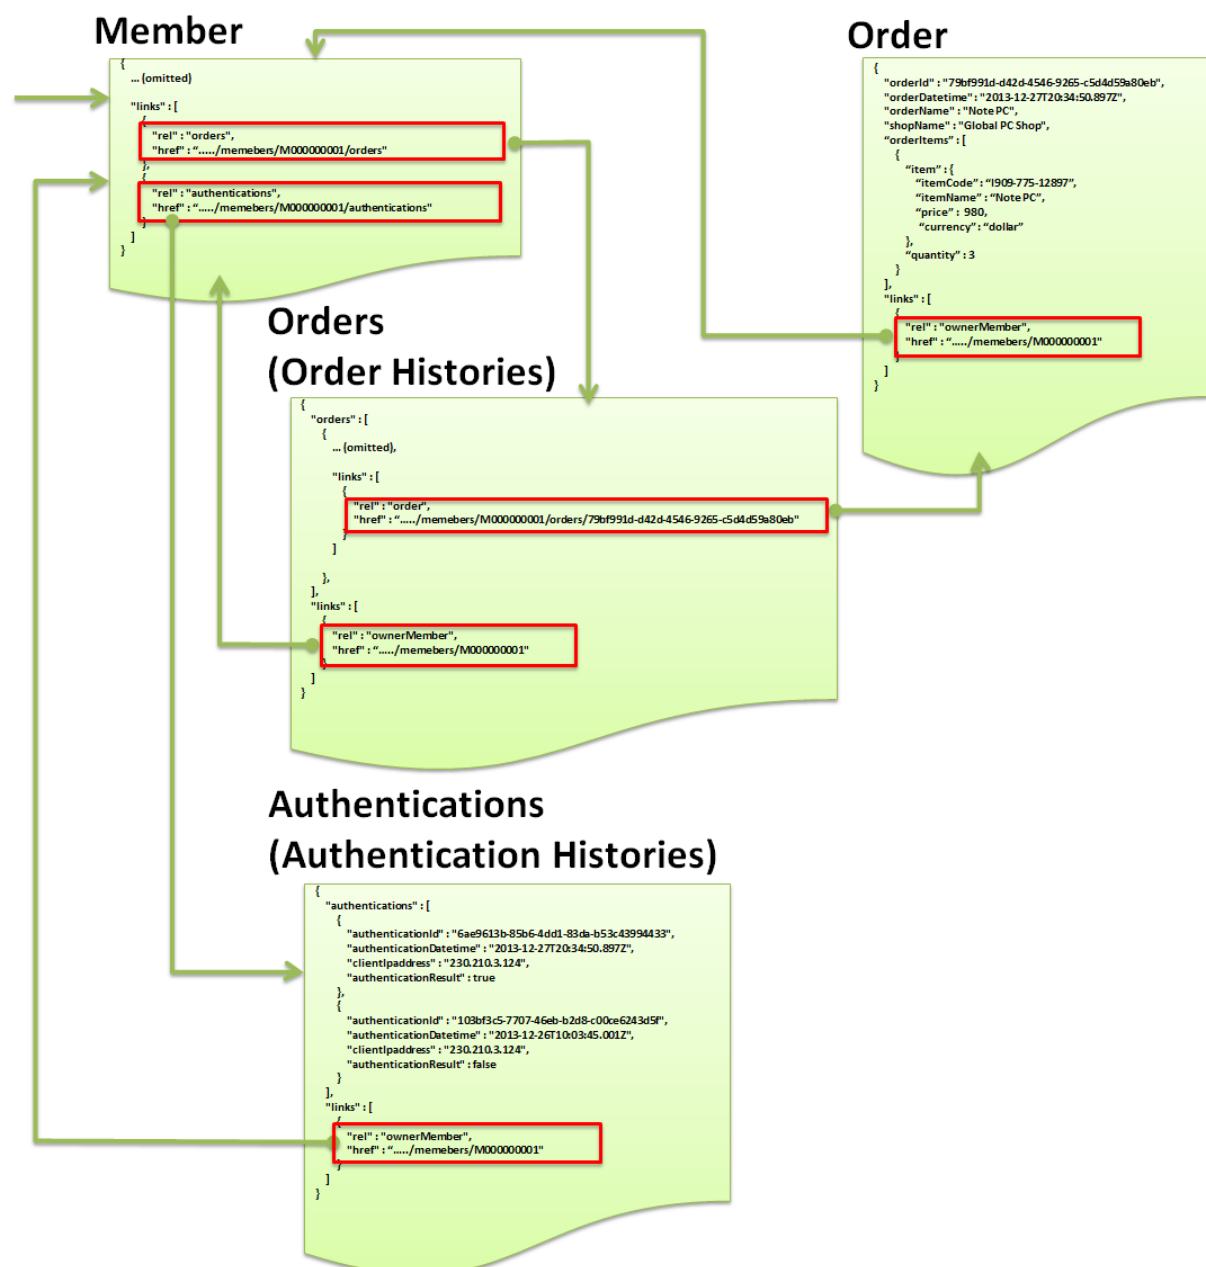 Member
{
... (omitted)
"links" : [
{
"rel" : "orders",
"href" : “...../memebers/M000000001/orders"
},
{
"rel" : "authentications",
"href" : “...../memebers/M000000001/authentications"
}
]
}
Order
{
"orderId" : "79bf991d-d42d-4546-9265-c5d4d59a80eb",
"orderDatetime" : "2013-12-27T20:34:50.897Z",
"orderName" : "Note PC",
"shopName" : "Global PC Shop",
“orderItems" : [
{
“item” : {
“itemCode” : “I909-775-12897”,
“itemName” : “Note PC”,
“price” : 980,
“currency” : “dollar”
},
“quantity” : 3
}
],
"links" : [
{
"rel" : "ownerMember",
"href" : “...../memebers/M000000001"
}
]
}
Orders
(Order Histories)
{
"orders" : [
{
... (omitted),
"links" : [
{
"rel" : "order",
"href" : “...../memebers/M000000001/orders/79bf991d-d42d-4546-9265-c5d4d59a80eb"
}
]
},
],
"links" : [
{
"rel" : "ownerMember",
"href" : “...../memebers/M000000001"
}
]
}
Authentications
(Authentication Histories)
{
"authentications" : [
{
"authenticationId" : "6ae9613b-85b6-4dd1-83da-b53c43994433",
"authenticationDatetime" : "2013-12-27T20:34:50.897Z",
"clientIpaddress" : "230.210.3.124",
"authenticationResult" : true
},
{
"authenticationId" : "103bf3c5-7707-46eb-b2d8-c00ce6243d5f",
"authenticationDatetime" : "2013-12-26T10:03:45.001Z",
"clientIpaddress" : "230.210.3.124",
"authenticationResult" : false
}
],
"links" : [
{
"rel" : "ownerMember",
"href" : “...../memebers/M000000001"
}
]
}